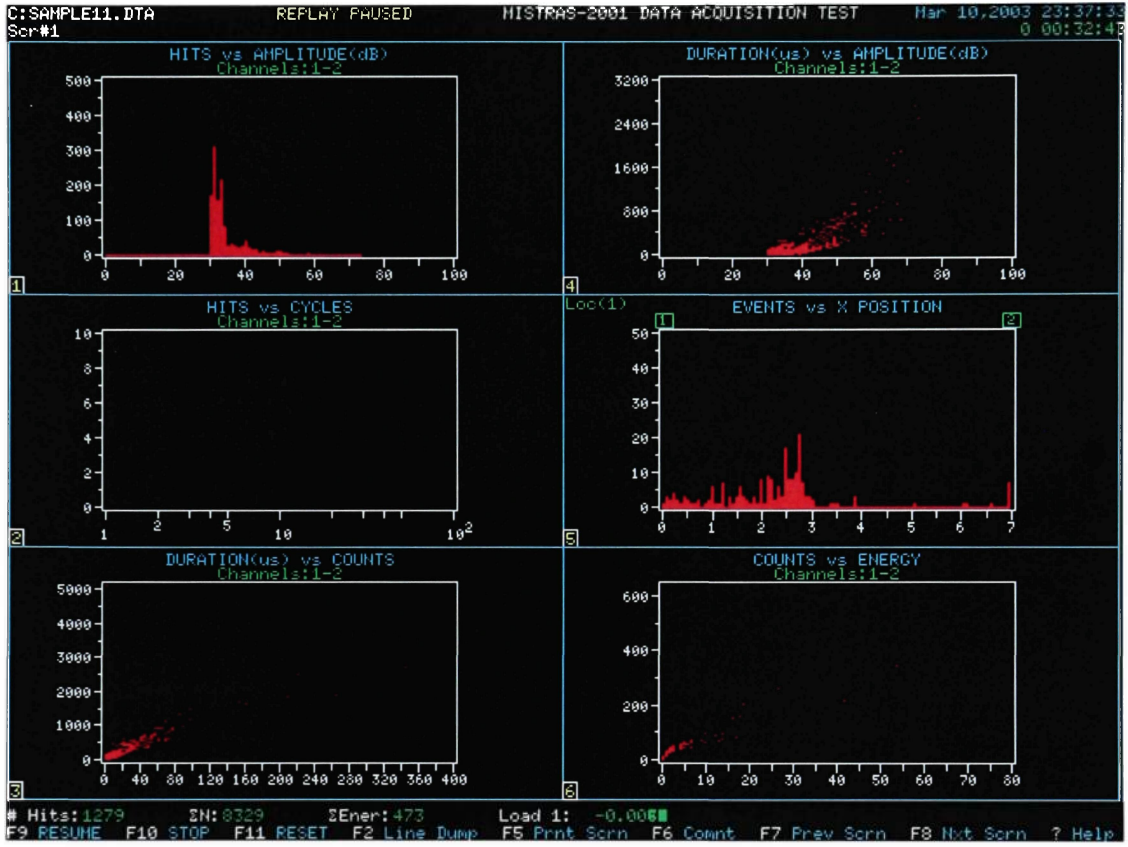 C:SAMPLE11.DTA REPLAY PAUSED MISTRAS-2001 DATA ACQUISITION TEST Mar 10,2003 23:37:33
Scr#1 0 00:32:4
HITS vs AMPLITUDE(dB)
Channels:1-2
500
400
300
200
100
0
0 20 40 60 80 100
1
DURATION(us) vs AMPLITUDE(dB)
Channels:1-2
3200
2400
1600
800
0
0 20 40 60 80 100
4
HITS vs CYCLES
Channels:1-2
10
8
6
4
2
0
1 2 5 10 10²
2
Loc(1) EVENTS vs X POSITION
1 2
50
40
30
20
10
0
0 1 2 3 4 5 6 7
5
DURATION(us) vs COUNTS
Channels:1-2
5000
4000
3000
2000
1000
0
0 40 80 120 160 200 240 280 320 360 400
3
COUNTS vs ENERGY
Channels:1-2
600
400
200
0
0 10 20 30 40 50 60 70 80
6
# Hits:1279 ΣN:8329 ΣEner:473 Load 1: -0.00
F9 RESUME F10 STOP F11 RESET F2 Line Dump F5 Prnt Scrn F6 Comnt F7 Prev Scrn F8 Nxt Scrn ? Help